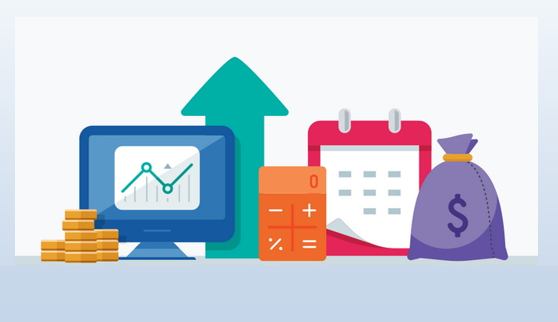 0
− +
% =
$